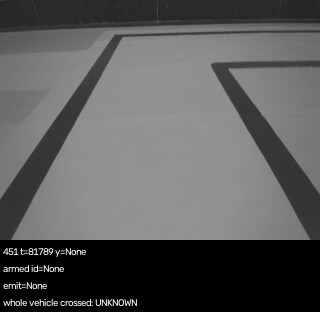 451 t=81789 y=None
armed id=None
emit=None
whole vehicle crossed: UNKNOWN